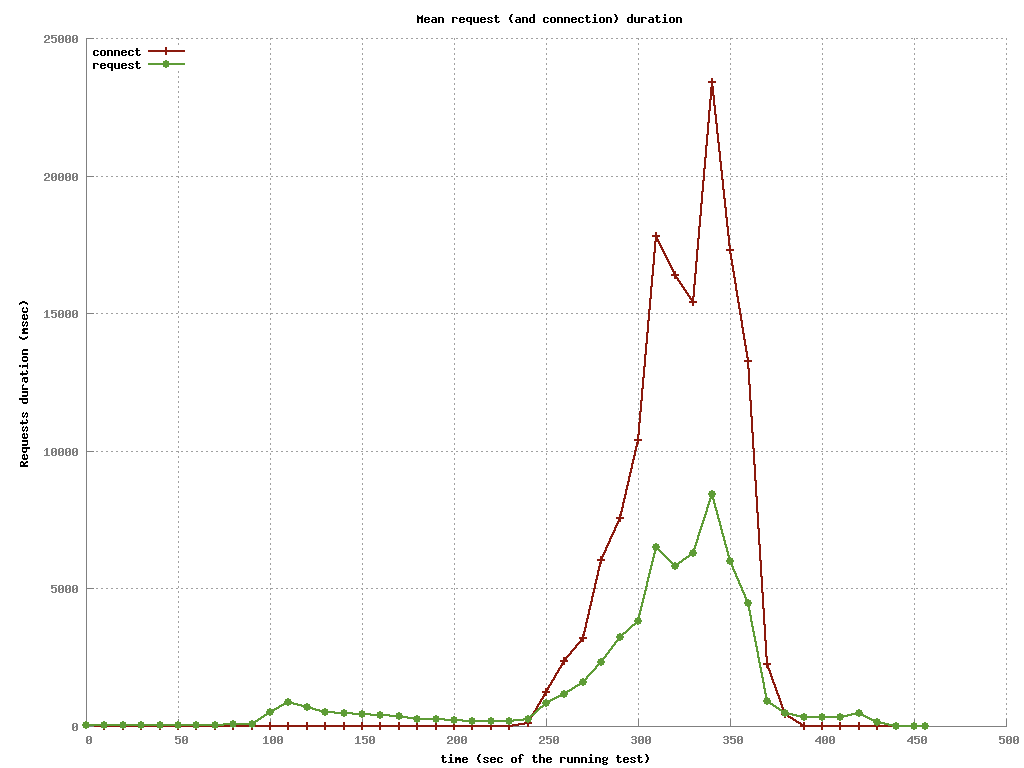 Mean request (and connection) duration
connect
request
25000
20000
15000
10000
5000
0
Requests duration (msec)
0 50 100 150 200 250 300 350 400 450 500
time (sec of the running test)